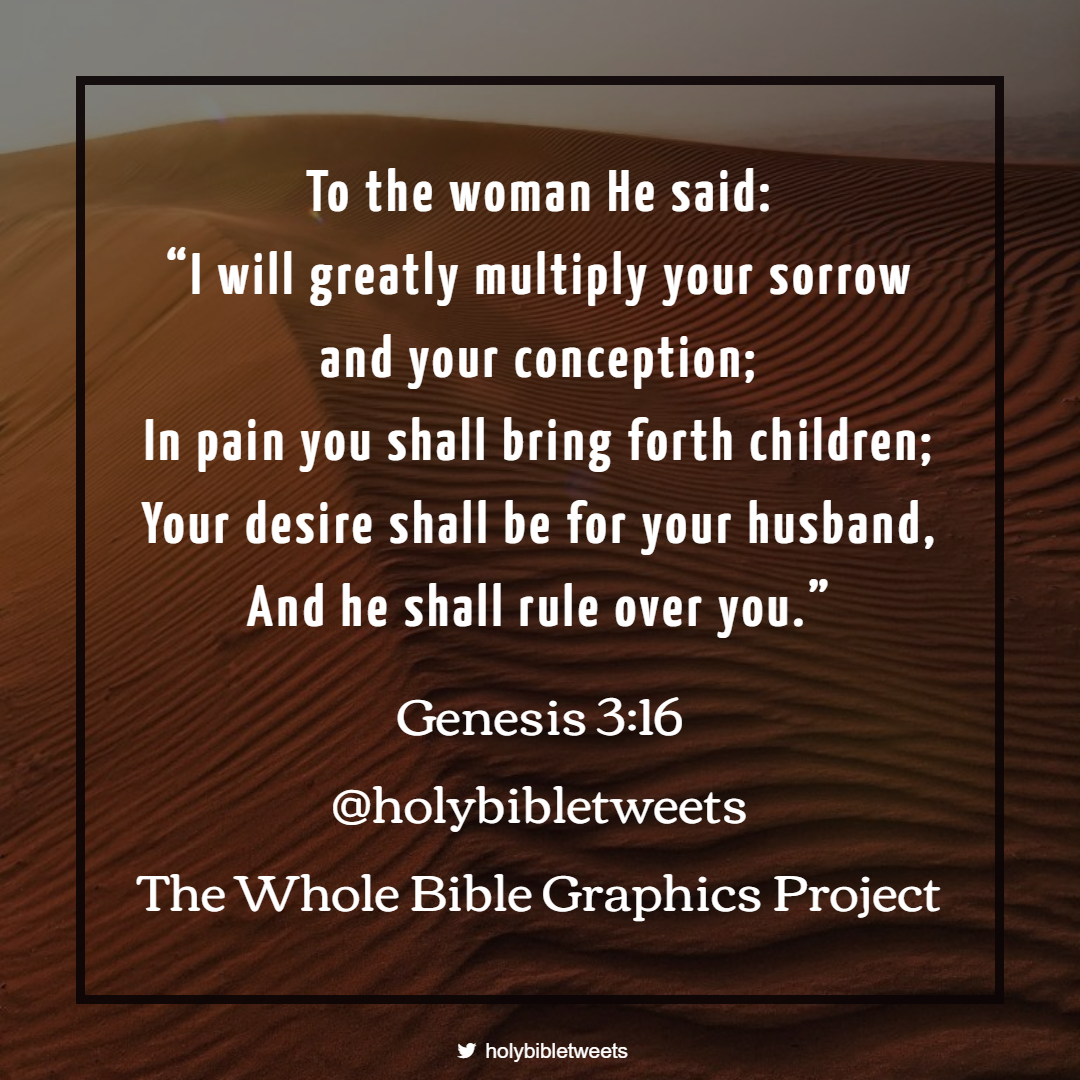 To the woman He said:
“I will greatly multiply your sorrow
and your conception;
In pain you shall bring forth children;
Your desire shall be for your husband,
And he shall rule over you.”
Genesis 3:16
@holybibletweets
The Whole Bible Graphics Project
holybibletweets